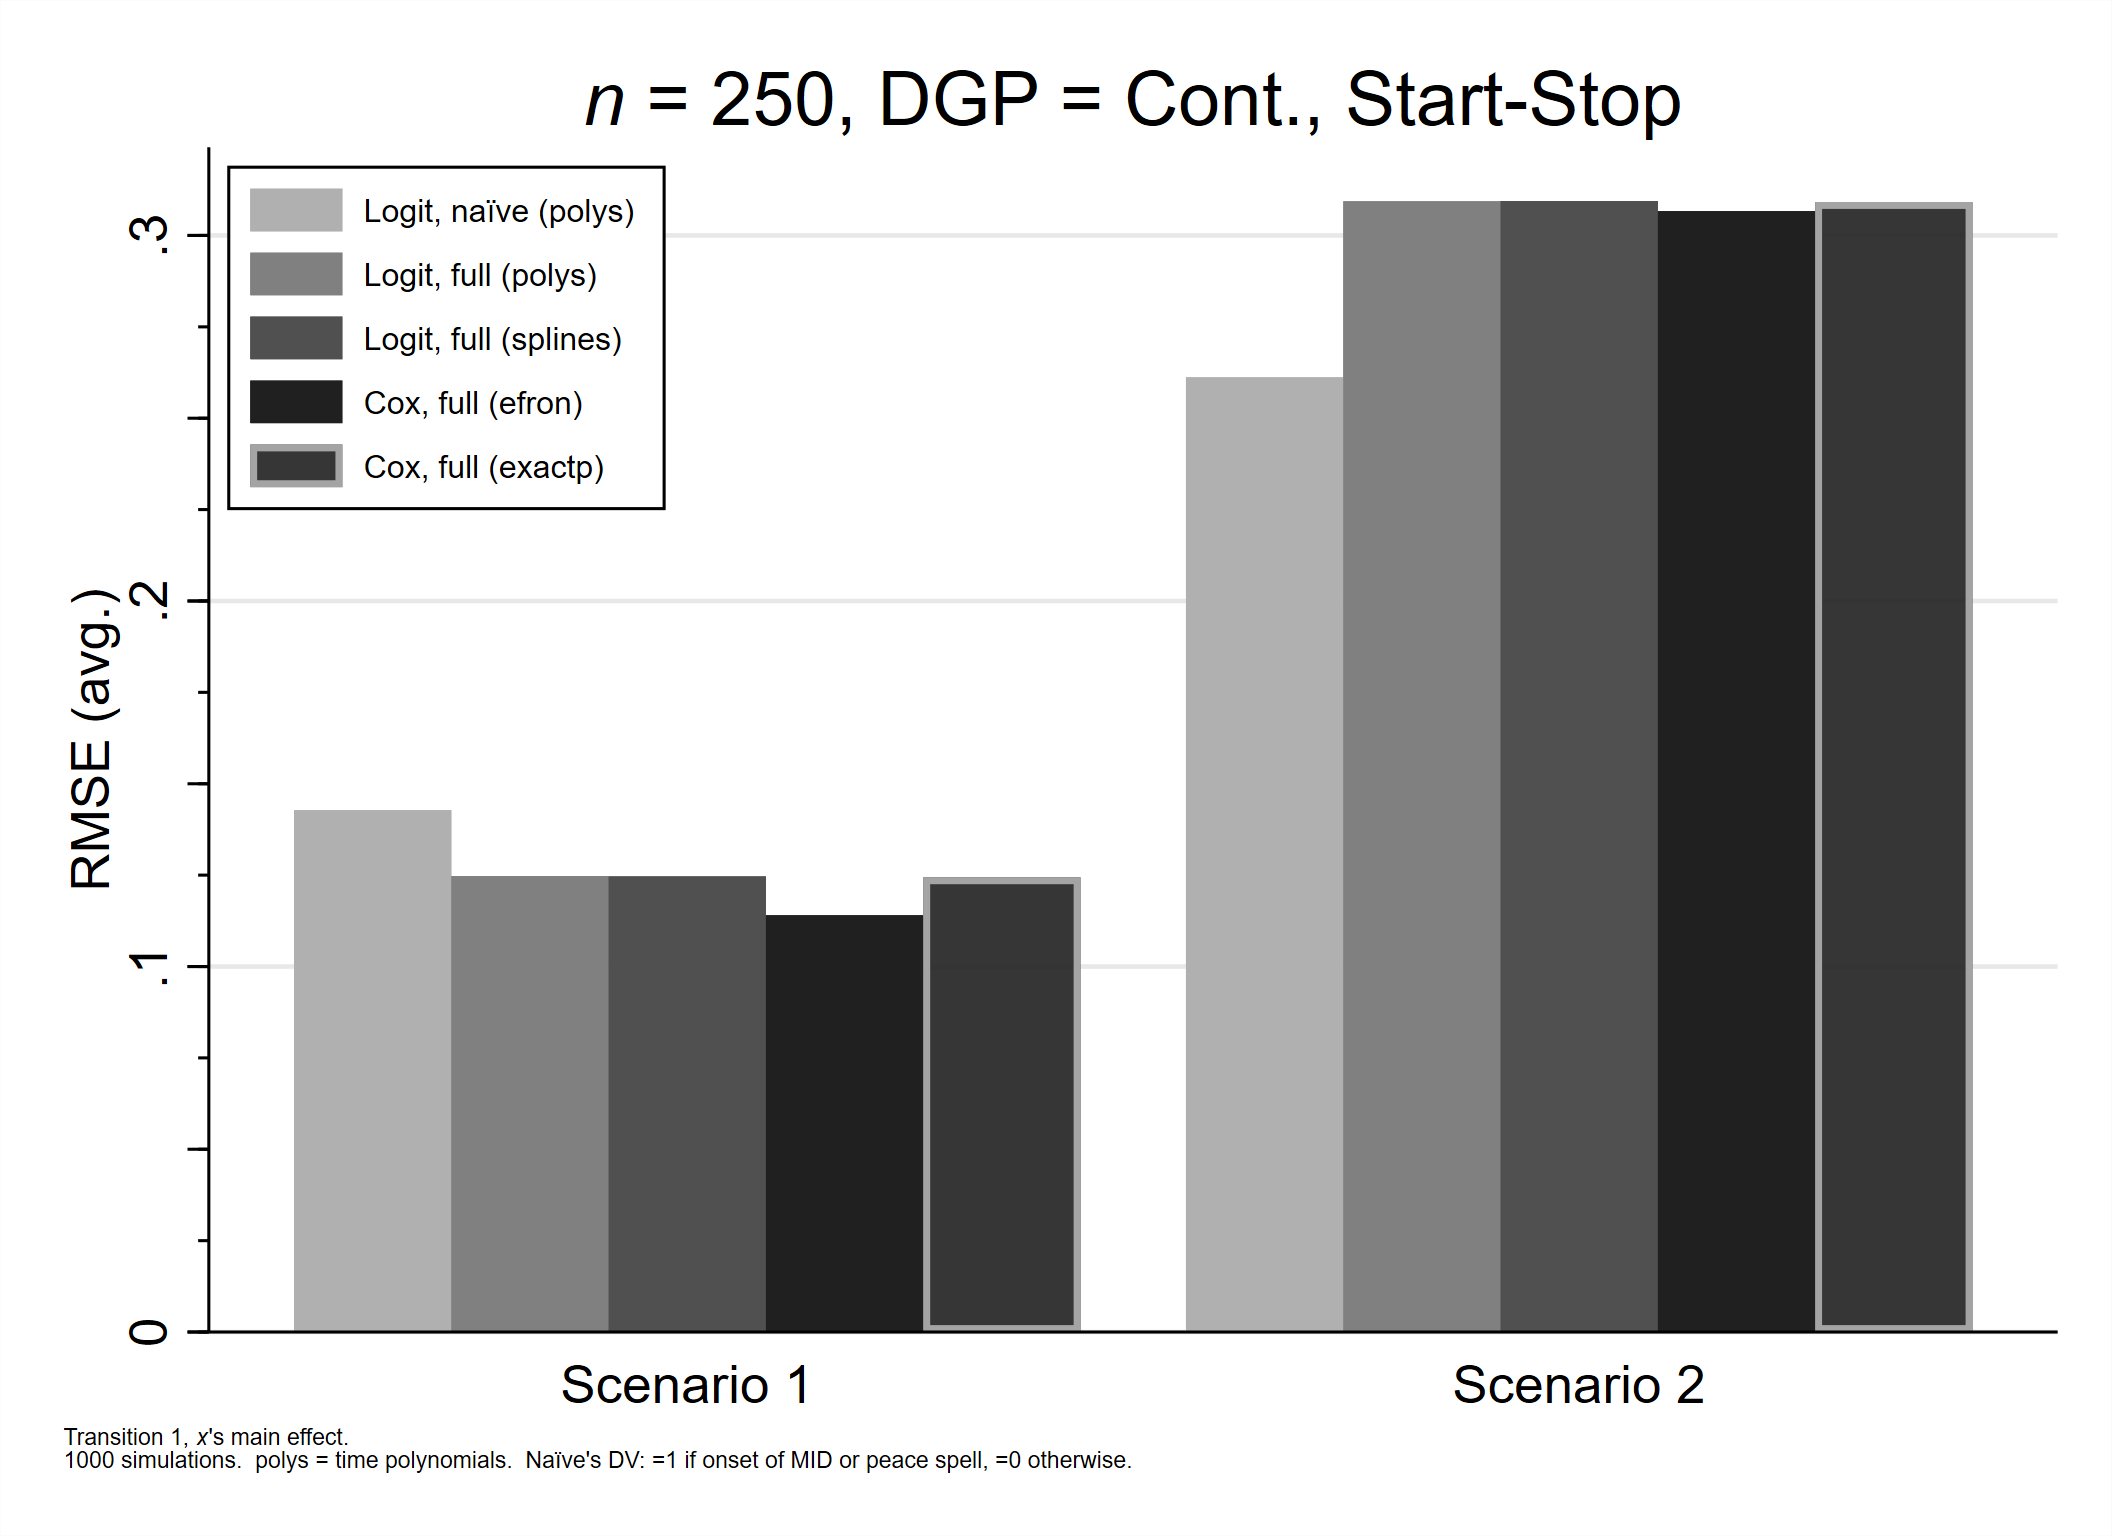 n = 250, DGP = Cont., Start-Stop
Logit, naïve (polys)
Logit, full (polys)
Logit, full (splines)
Cox, full (efron)
Cox, full (exactp)
RMSE (avg.)
.3
.2
.1
0
Scenario 1
Scenario 2
Transition 1, x's main effect.
1000 simulations.  polys = time polynomials.  Naïve's DV: =1 if onset of MID or peace spell, =0 otherwise.